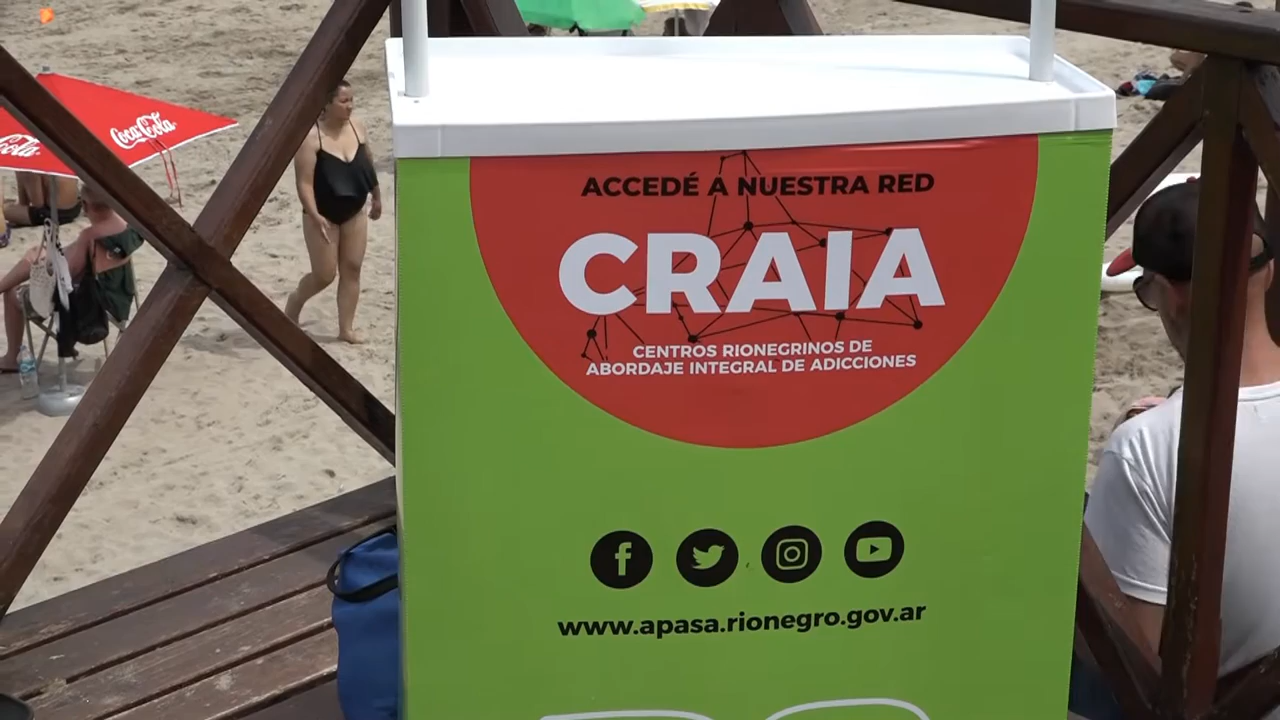 Coca-Cola
Cola
ACCEDÉ A NUESTRA RED
CRAIA
CENTROS RIONEGRINOS DE
ABORDAJE INTEGRAL DE ADICCIONES
www.apasa.rionegro.gov.ar